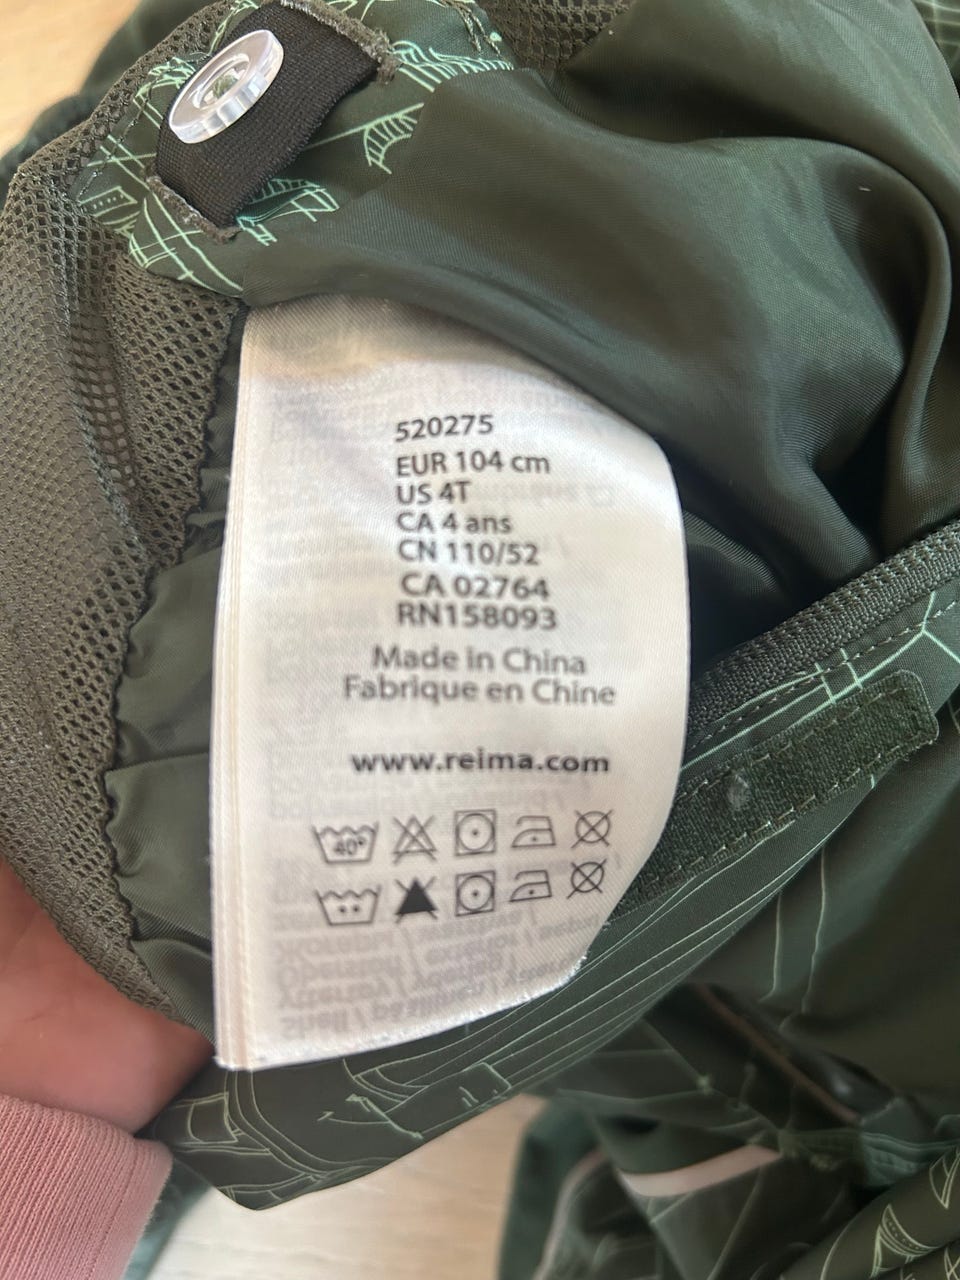 520275
EUR 104 cm
US 4T
CA 4 ans
CN 110/52
CA 02764
RN158093
Made in China
Fabrique en Chine
www.reima.com
40°